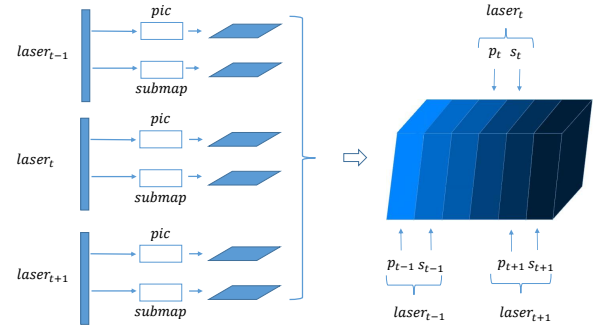 pic
laser_{t-1}
submap
pic
laser_t
submap
pic
laser_{t+1}
submap
laser_t
p_t s_t
p_{t-1} s_{t-1}
laser_{t-1}
p_{t+1} s_{t+1}
laser_{t+1}